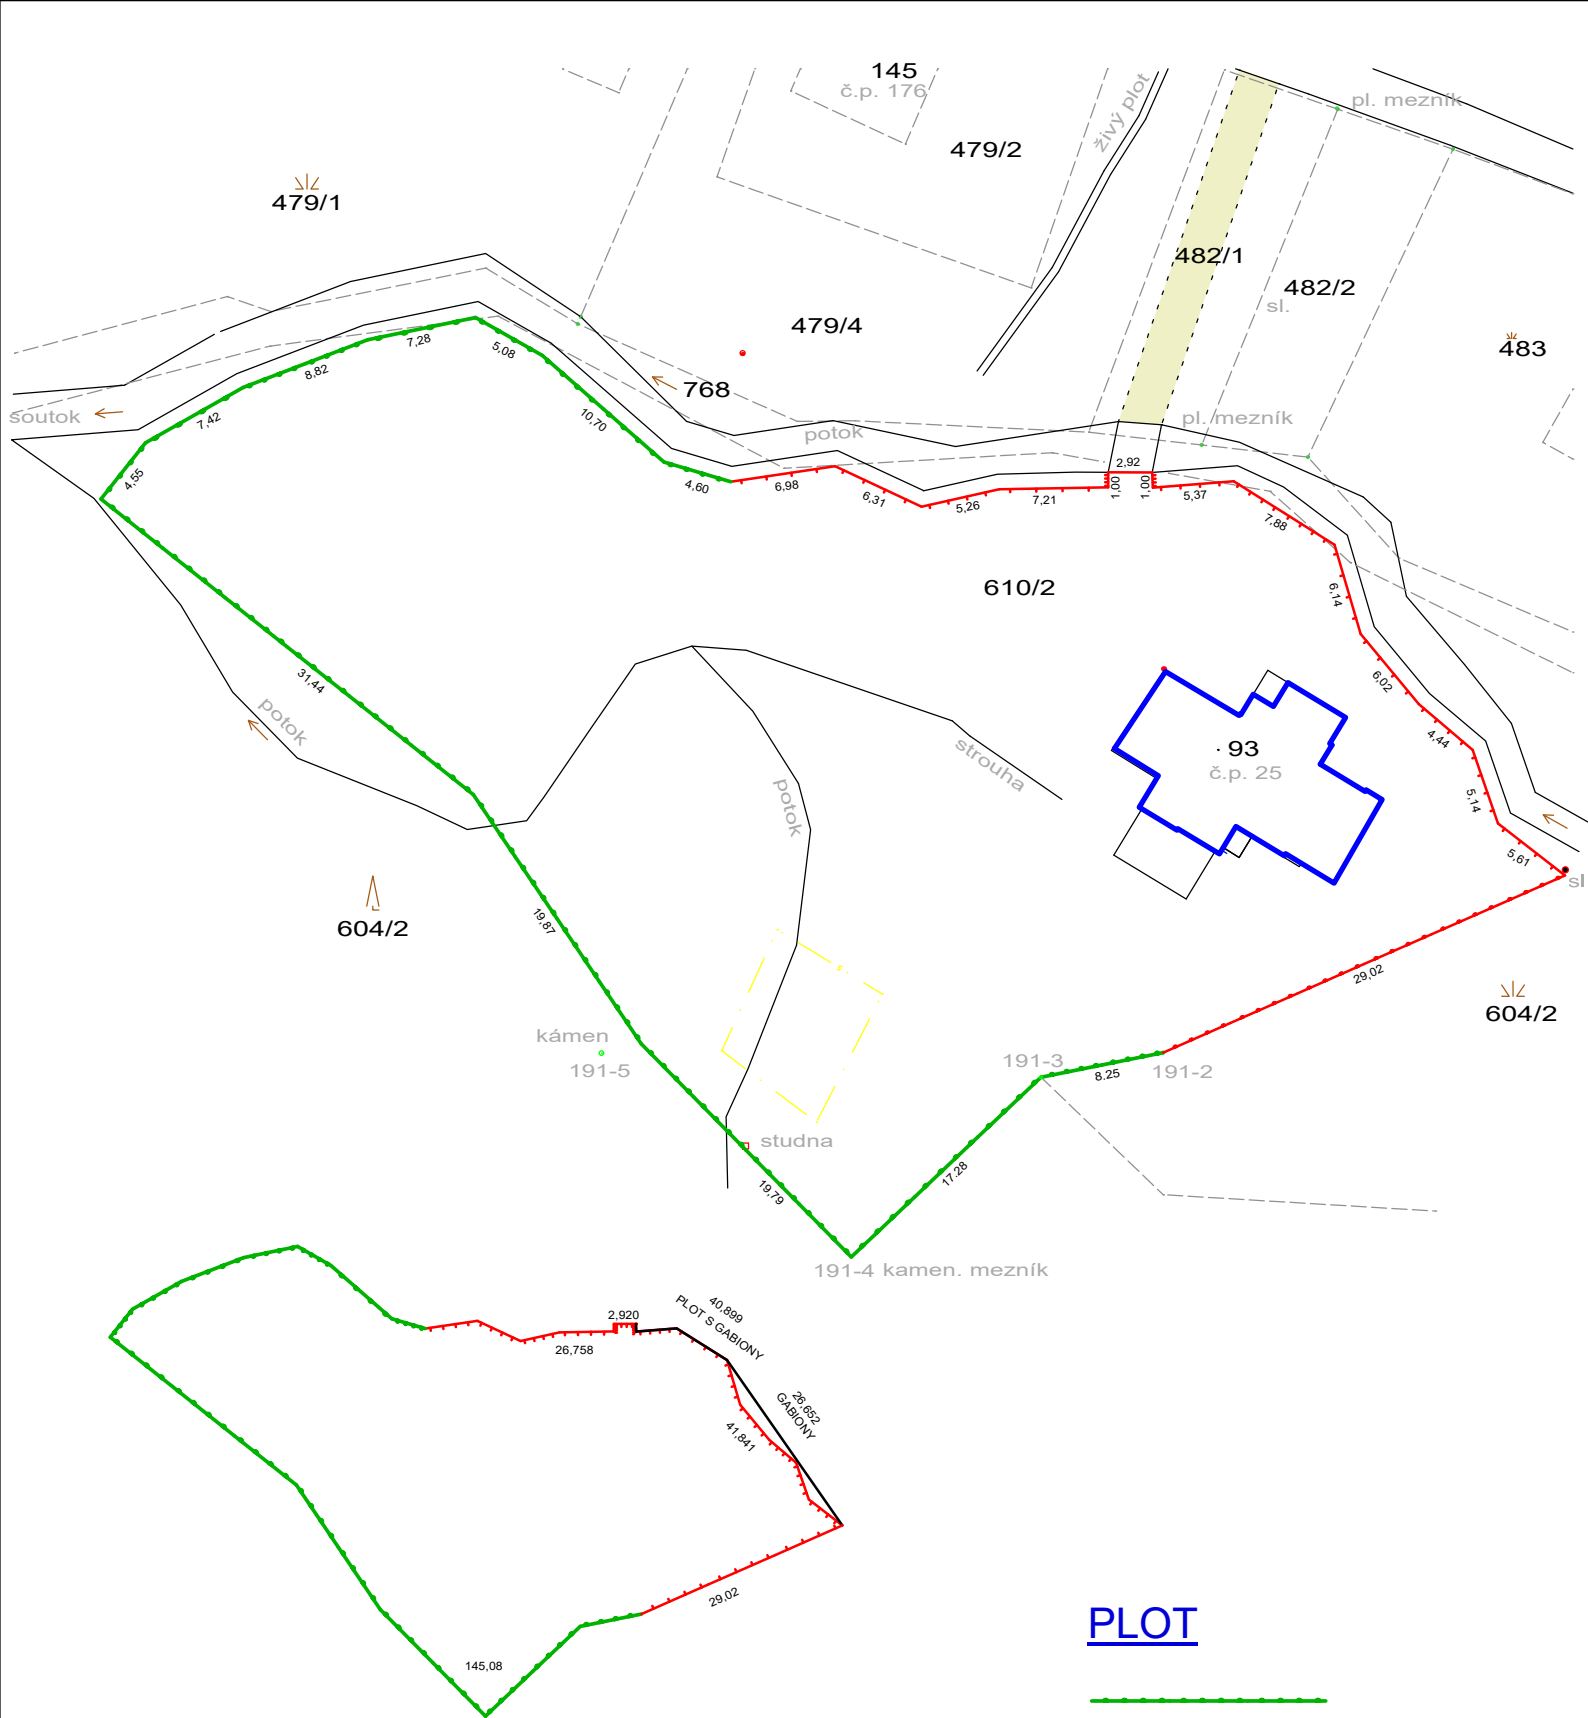 145
č.p. 176
živý plot
pl. mezník
479/2
479/1
482/1
482/2
sl.
479/4
483
768
soutok
potok
pl. mezník
7,28
5,08
8,82
7,42
10,70
4,55
4,60
6,98
6,31
5,26
7,21
2,92
1,00
1,00
5,37
7,88
610/2
6,14
6,02
4,44
5,14
5,61
31,44
potok
strouha
potok
93
č.p. 25
sl
604/2
19,87
29,02
604/2
kámen
191-5
191-3
8.25
191-2
studna
17.28
19,79
191-4 kamen. mezník
2,920
40,899
PLOT S GABIONY
26,758
26,652
GABIONY
41,841
29,02
145,08
PLOT